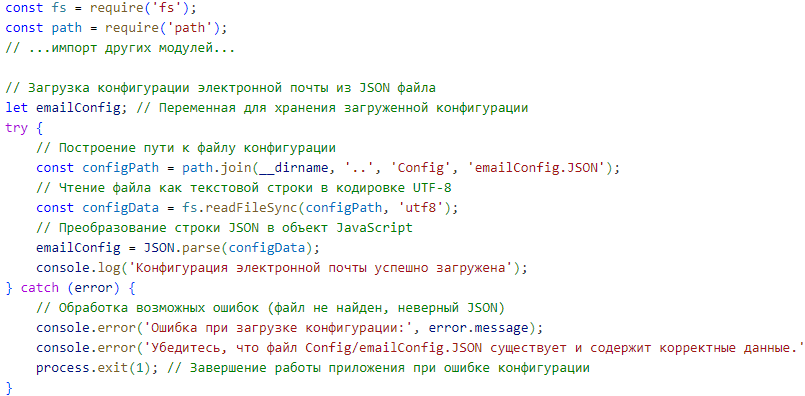 const fs = require('fs');
const path = require('path');
// ...импорт других модулей...
// Загрузка конфигурации электронной почты из JSON файла
let emailConfig; // Переменная для хранения загруженной конфигурации
try {
    // Построение пути к файлу конфигурации
    const configPath = path.join(__dirname, '..', 'Config', 'emailConfig.JSON');
    // Чтение файла как текстовой строки в кодировке UTF-8
    const configData = fs.readFileSync(configPath, 'utf8');
    // Преобразование строки JSON в объект JavaScript
    emailConfig = JSON.parse(configData);
    console.log('Конфигурация электронной почты успешно загружена');
} catch (error) {
    // Обработка возможных ошибок (файл не найден, неверный JSON)
    console.error('Ошибка при загрузке конфигурации:', error.message);
    console.error('Убедитесь, что файл Config/emailConfig.JSON существует и содержит корректные данные.'
    process.exit(1); // Завершение работы приложения при ошибке конфигурации
}